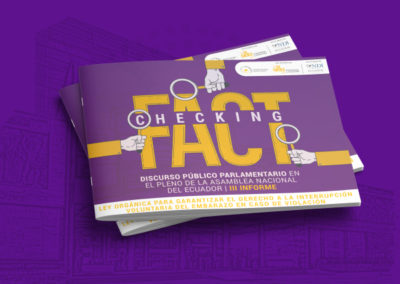 FACT
CHECKING
FACT
DISCURSO PÚBLICO PARLAMENTARIO EN
EL PLENO DE LA ASAMBLEA NACIONAL
DEL ECUADOR | III INFORME
LEY ORGÁNICA PARA GARANTIZAR EL DERECHO A LA INTERRUPCIÓN
VOLUNTARIA DEL EMBARAZO EN CASO DE VIOLACIÓN